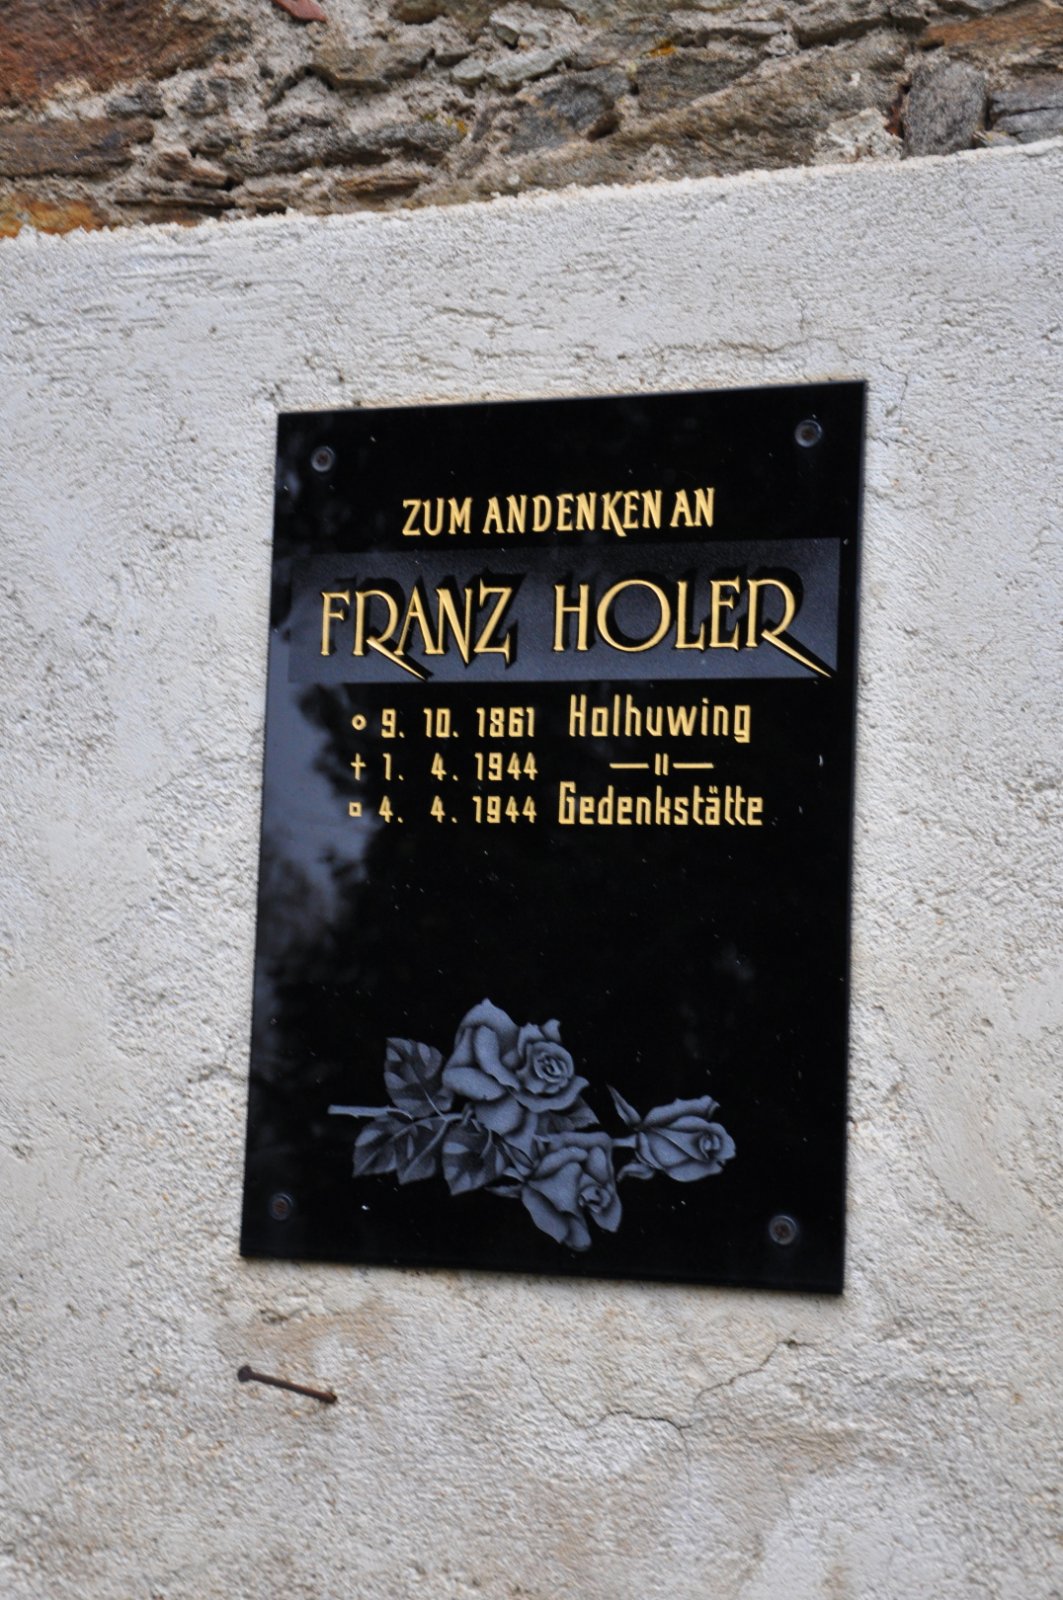 ZUM ANDENKEN AN
FRANZ HOLER
° 9. 10. 1861 Holhuwing
† 1. 4. 1944 — " —
▫ 4. 4. 1944 Gedenkstätte